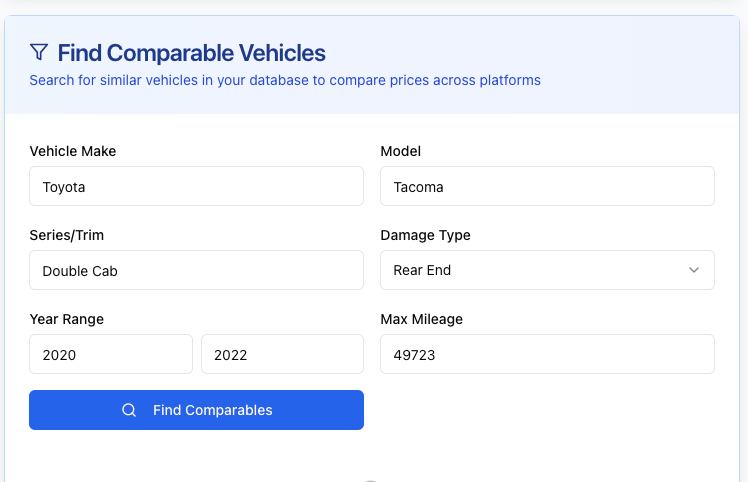 Find Comparable Vehicles
Search for similar vehicles in your database to compare prices across platforms
Vehicle Make
Model
Toyota
Tacoma
Series/Trim
Damage Type
Double Cab
Rear End
Year Range
Max Mileage
2020
2022
49723
Find Comparables